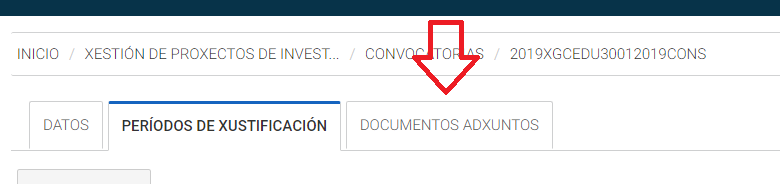 INICIO / XESTIÓN DE PROXECTOS DE INVEST... / CONVOCATORIAS / 2019XGCEDU30012019CONS
DATOS PERÍODOS DE XUSTIFICACIÓN DOCUMENTOS ADXUNTOS